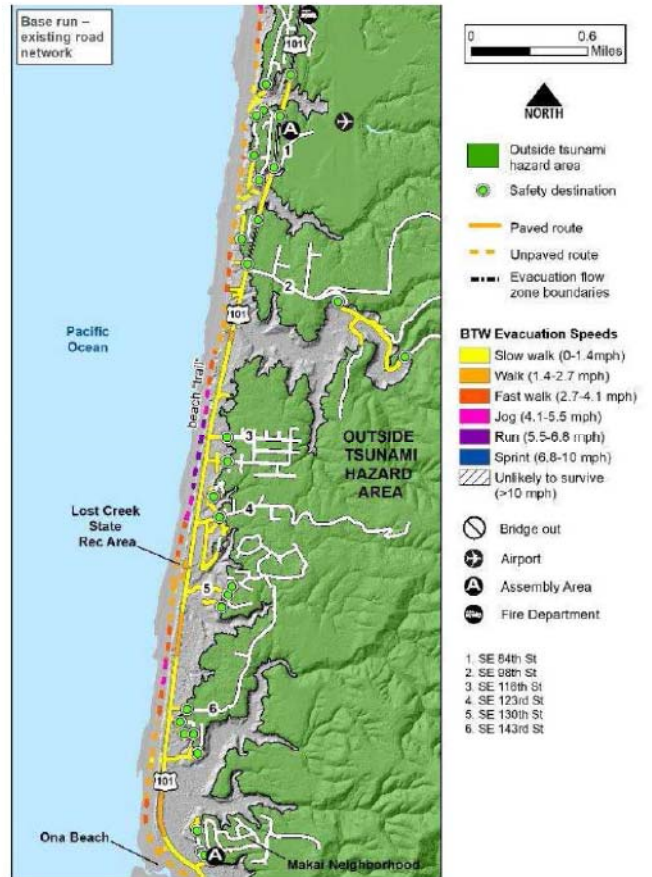 Base run –
existing road
network
101
A
1
2
101
Pacific
Ocean
beach "trail"
3
OUTSIDE
TSUNAMI
HAZARD
AREA
4
Lost Creek
State
Rec Area
5
6
101
Ona Beach
A
Makai Neighborhood
0 0.6
Miles
NORTH
Outside tsunami
hazard area
Safety destination
Paved route
Unpaved route
Evacuation flow
zone boundaries
BTW Evacuation Speeds
Slow walk (0-1.4mph)
Walk (1.4-2.7 mph)
Fast walk (2.7-4.1 mph)
Jog (4.1-5.5 mph)
Run (5.5-6.8 mph)
Sprint (6.8-10 mph)
Unlikely to survive
(>10 mph)
Bridge out
Airport
A
Assembly Area
Fire Department
1. SE 84th St
2. SE 98th St
3. SE 116th St
4. SE 123rd St
5. SE 130th St
6. SE 143rd St